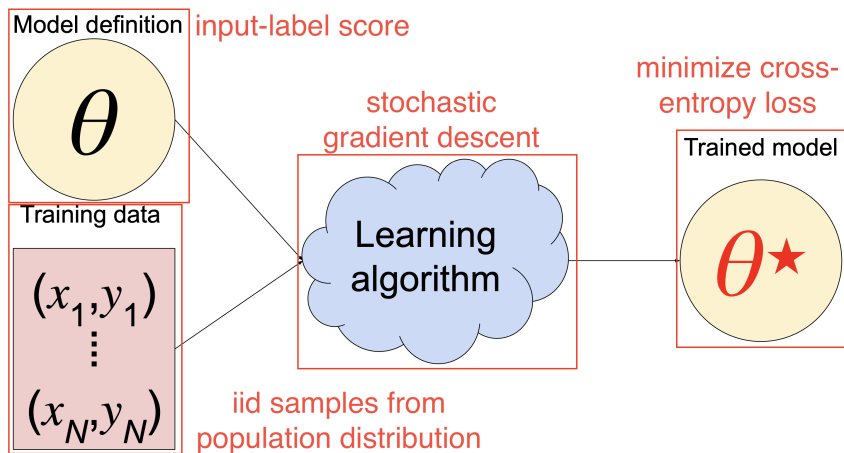 Model definition
input-label score
θ
Training data
(x1,y1)
⋮
(xN,yN)
iid samples from
population distribution
stochastic
gradient descent
Learning
algorithm
minimize cross-
entropy loss
Trained model
θ★